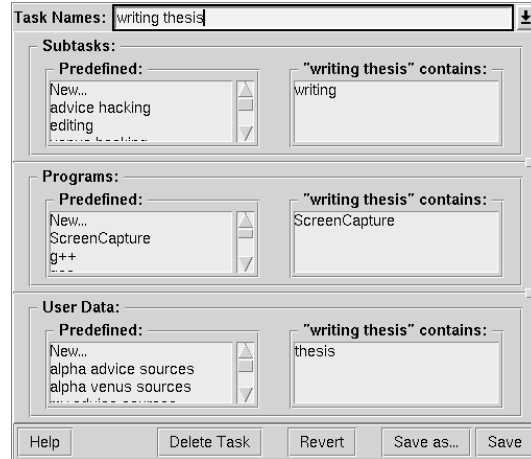 Task Names: writing thesis
Subtasks:
Predefined: "writing thesis" contains:
New... writing
advice hacking
editing
Programs:
Predefined: "writing thesis" contains:
New... ScreenCapture
ScreenCapture
g++
User Data:
Predefined: "writing thesis" contains:
New... thesis
alpha advice sources
alpha venus sources
Help Delete Task Revert Save as... Save